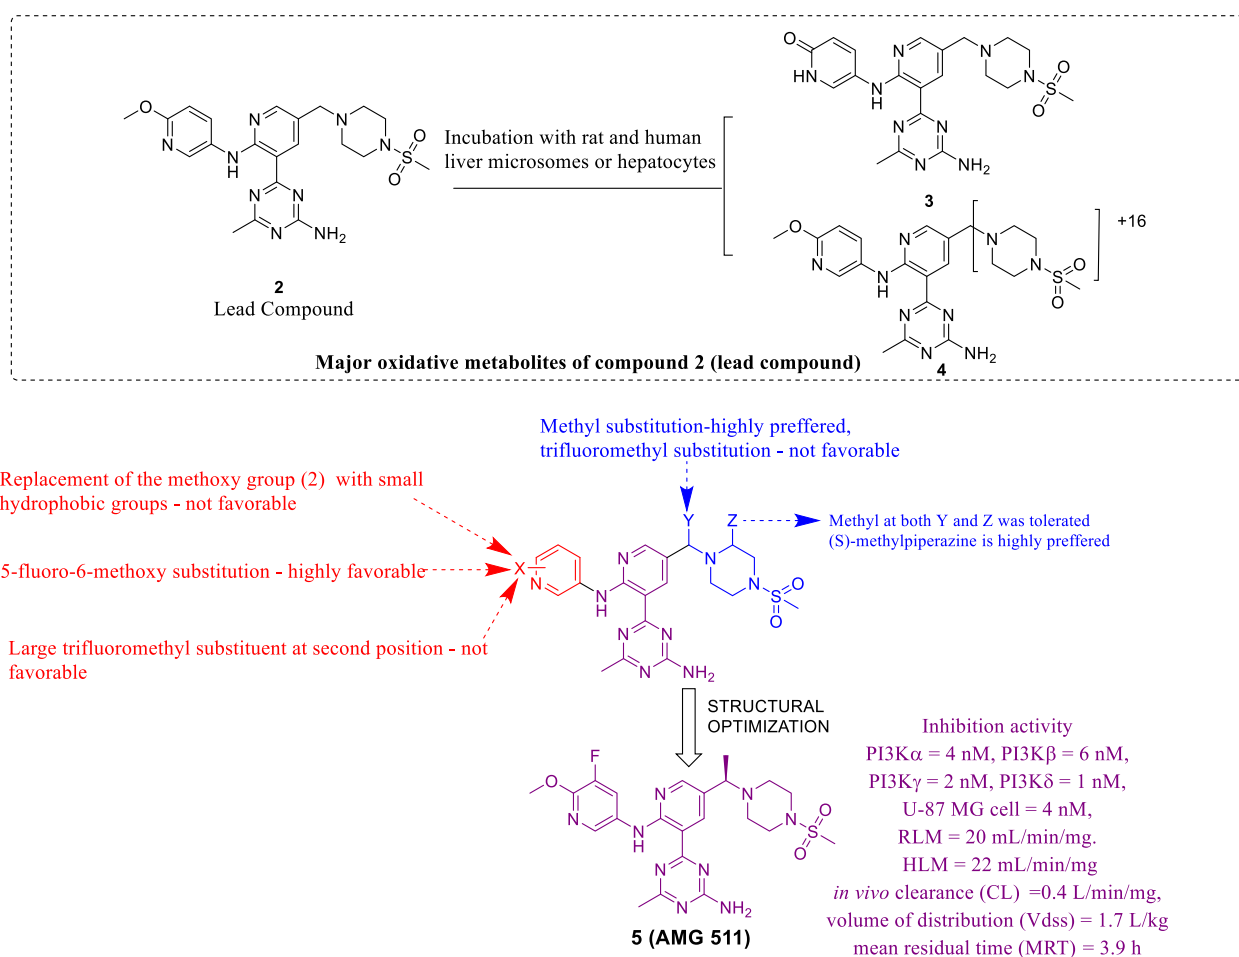 O
HN
N
H
N
N
N
S
O
O
N
N
N
NH2
3
O
N
N
H
N
N
N
S
O
O
N
N
N
NH2
2
Lead Compound
Incubation with rat and human
liver microsomes or hepatocytes
O
N
N
H
N
N
N
S
O
O
N
N
N
NH2
4
+16
Major oxidative metabolites of compound 2 (lead compound)
Methyl substitution-highly preffered,
trifluoromethyl substitution - not favorable
Replacement of the methoxy group (2) with small
hydrophobic groups - not favorable
5-fluoro-6-methoxy substitution - highly favorable
Large trifluoromethyl substituent at second position - not
favorable
Methyl at both Y and Z was tolerated
(S)-methylpiperazine is highly preffered
X
N
N
H
N
Y
Z
N
N
S
O
O
N
N
N
NH2
STRUCTURAL
OPTIMIZATION
F
O
N
N
H
N
N
N
S
O
O
N
N
N
NH2
5 (AMG 511)
Inhibition activity
PI3Kα = 4 nM, PI3Kβ = 6 nM,
PI3Kγ = 2 nM, PI3Kδ = 1 nM,
U-87 MG cell = 4 nM,
RLM = 20 mL/min/mg.
HLM = 22 mL/min/mg
in vivo clearance (CL) =0.4 L/min/mg,
volume of distribution (Vdss) = 1.7 L/kg
mean residual time (MRT) = 3.9 h